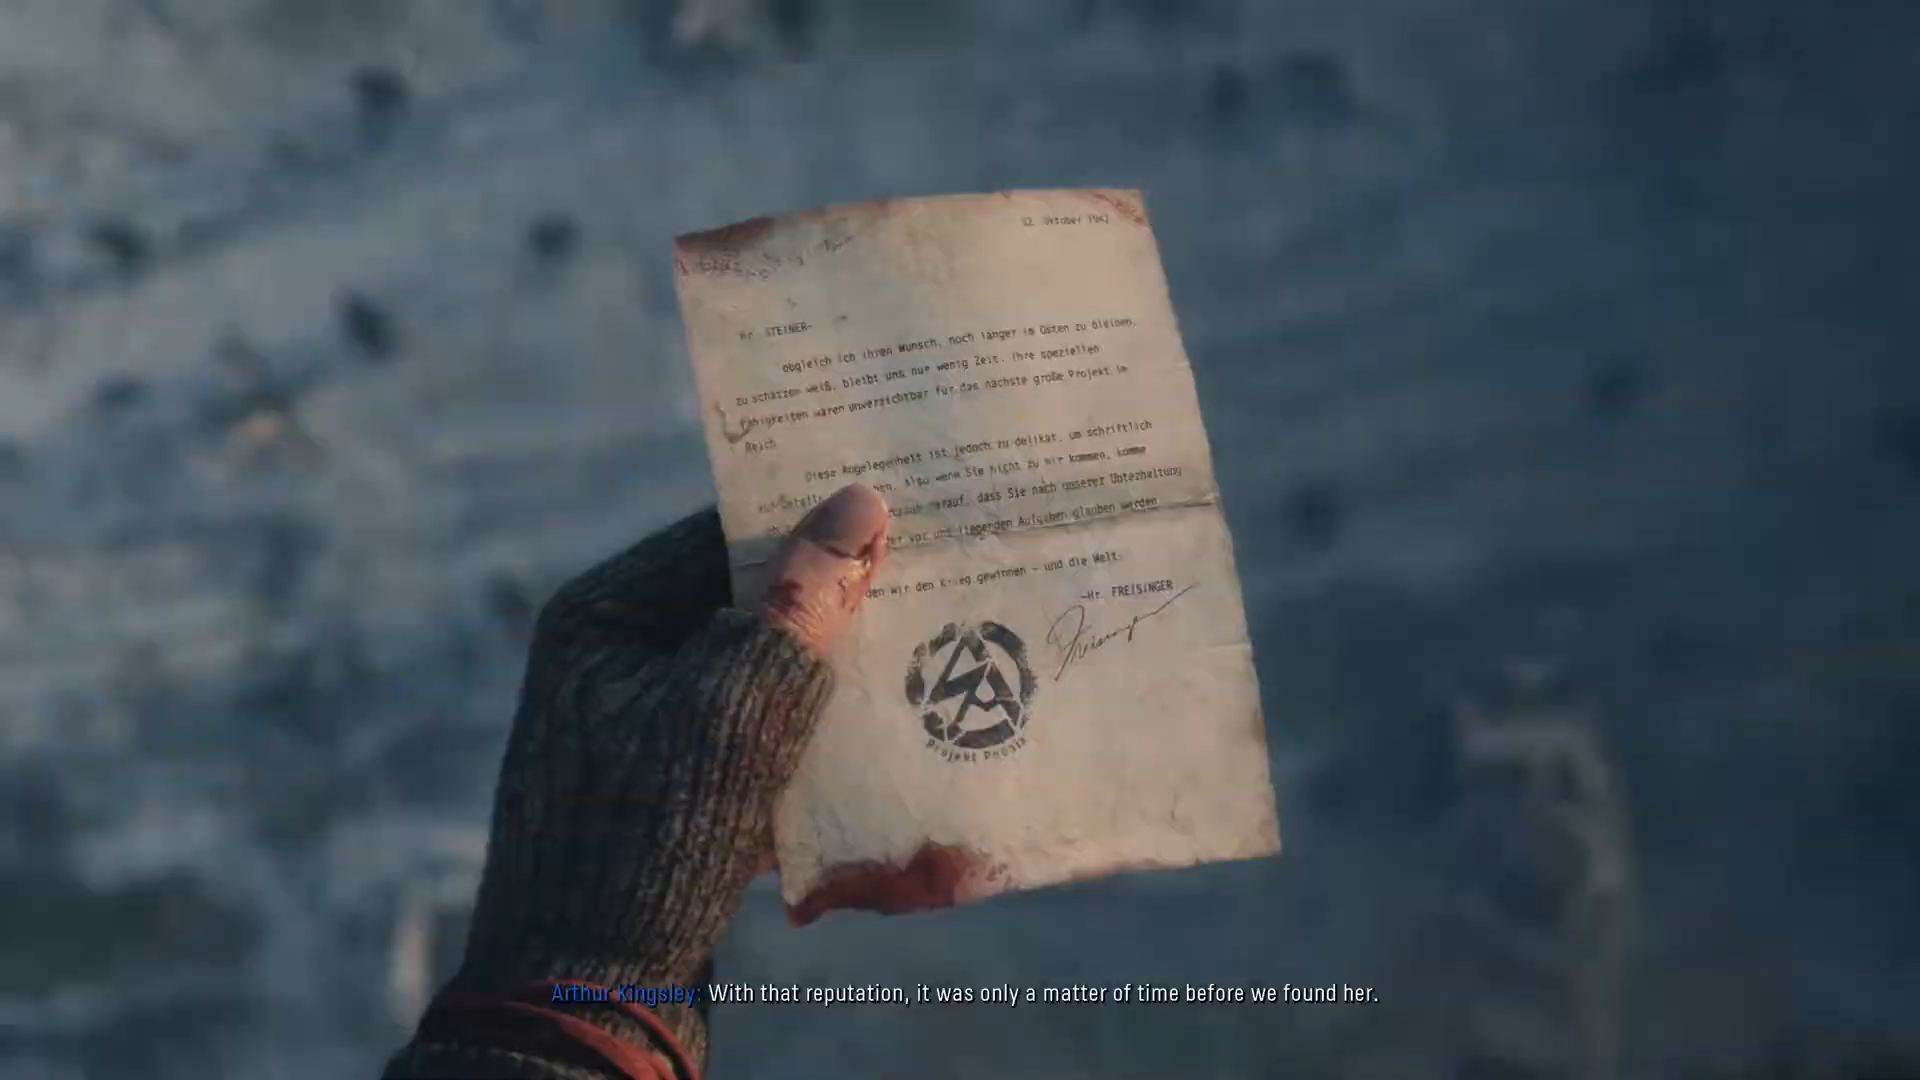 Oktober
Hr. STEINER-
obgleich ich Ihren Wunsch, noch länger im Osten zu bleiben,
zu schätzen weiß, bleibt uns nur wenig Zeit. Ihre speziellen
Fähigkeiten wären unverzichtbar für das nächste große Projekt im
Reich
Diese Angelegenheit ist jedoch zu delikat, um schriftlich
also wenn Sie nicht zu mir kommen, komme
darauf, dass Sie nach unserer Unterhaltung
vor uns liegenden Aufgaben glauben werden
den wir den Krieg gewinnen - und die Welt.
-Hr. FREISINGER
Freisinger
Projekt
Arthur Kingsley: With that reputation, it was only a matter of time before we found her.